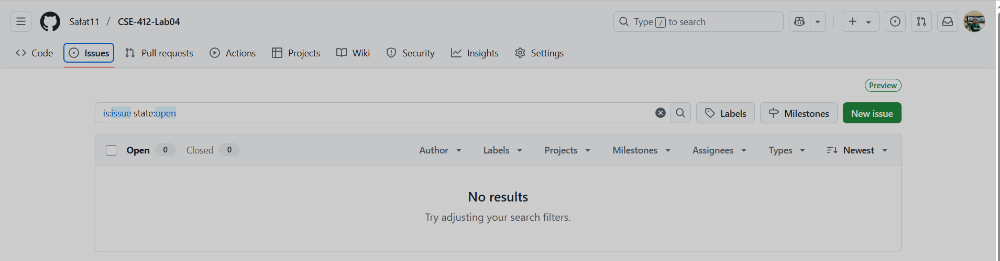 Safat11 / CSE-412-Lab04 Type / to search
Code Issues Pull requests Actions Projects Wiki Security Insights Settings
Preview
is:issue state:open Labels Milestones New issue
Open 0 Closed 0 Author Labels Projects Milestones Assignees Types Newest
No results
Try adjusting your search filters.